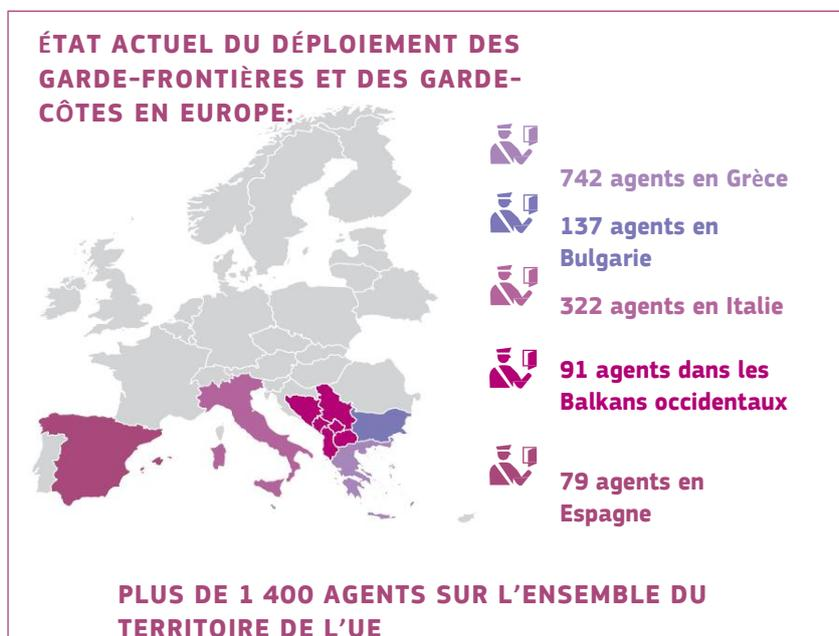 ÉTAT ACTUEL DU DÉPLOIEMENT DES
GARDE-FRONTIÈRES ET DES GARDE-
CÔTES EN EUROPE:
742 agents en Grèce
137 agents en
Bulgarie
322 agents en Italie
91 agents dans les
Balkans occidentaux
79 agents en
Espagne
PLUS DE 1 400 AGENTS SUR L’ENSEMBLE DU
TERRITOIRE DE L’UE